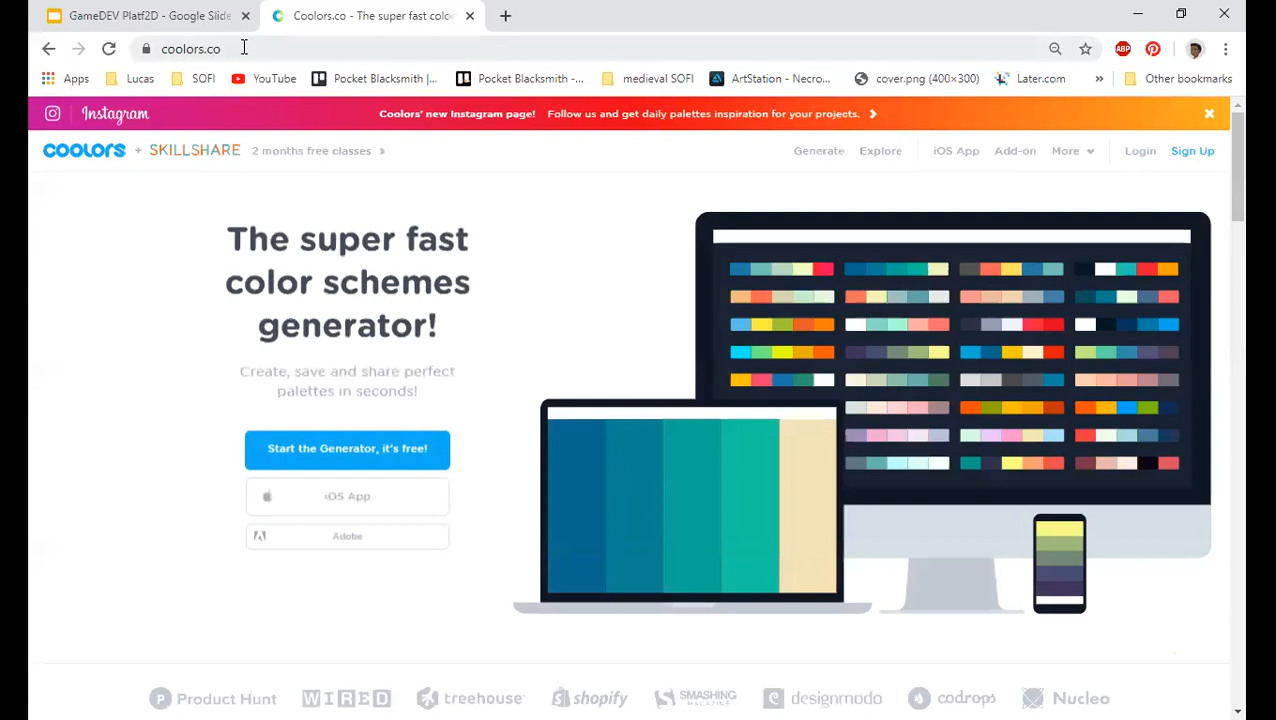 GameDEV Platf2D - Google Slide
Coolors.co - The super fast color
coolors.co
ABP
Apps
Lucas
SOFI
YouTube
Pocket Blacksmith |...
Pocket Blacksmith -...
medieval SOFI
Artstation - Necro...
cover.png (400×300)
Later.com
»
Other bookmarks
Instagram
Coolors' new Instagram page! Follow us and get daily palettes inspiration for your projects.
COOLORS + SKILLSHARE 2 months free classes
Generate
Explore
iOS App
Add-on
More
Login
Sign Up
The super fast
color schemes
generator!
Create, save and share perfect
palettes in seconds!
Start the Generator, it's free!
iOS App
Adobe
Product Hunt
WIRED
treehouse
shopify
SMASHING
MAGAZINE
designmodo
codrops
Nucleo